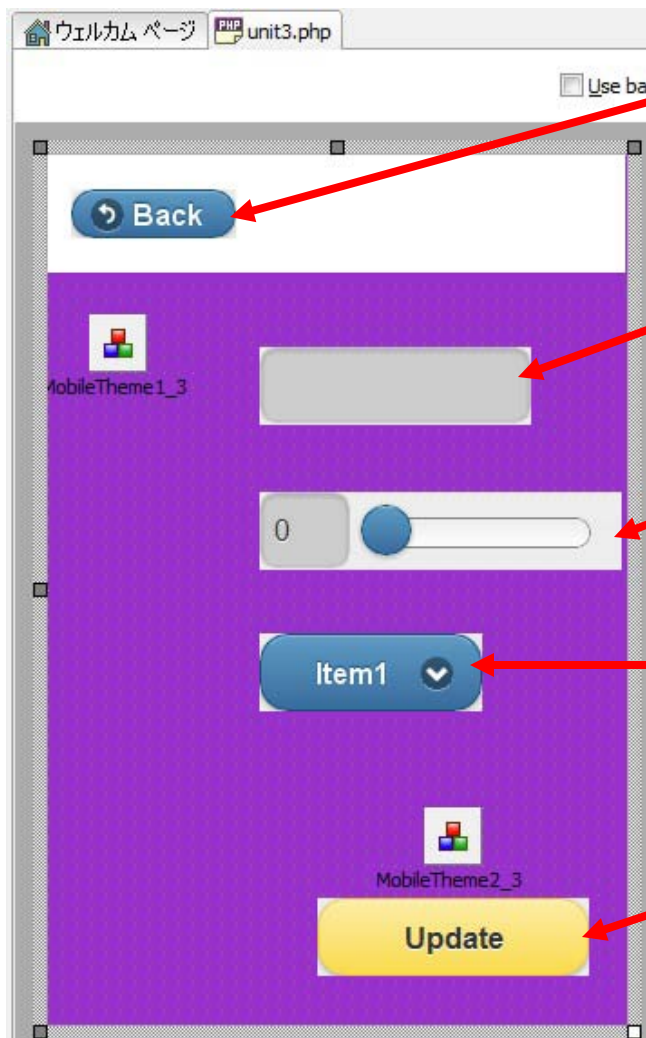 ウェルカム ページ unit3.php
Use ba
Back
MobileTheme1_3
0
Item1
MobileTheme2_3
Update